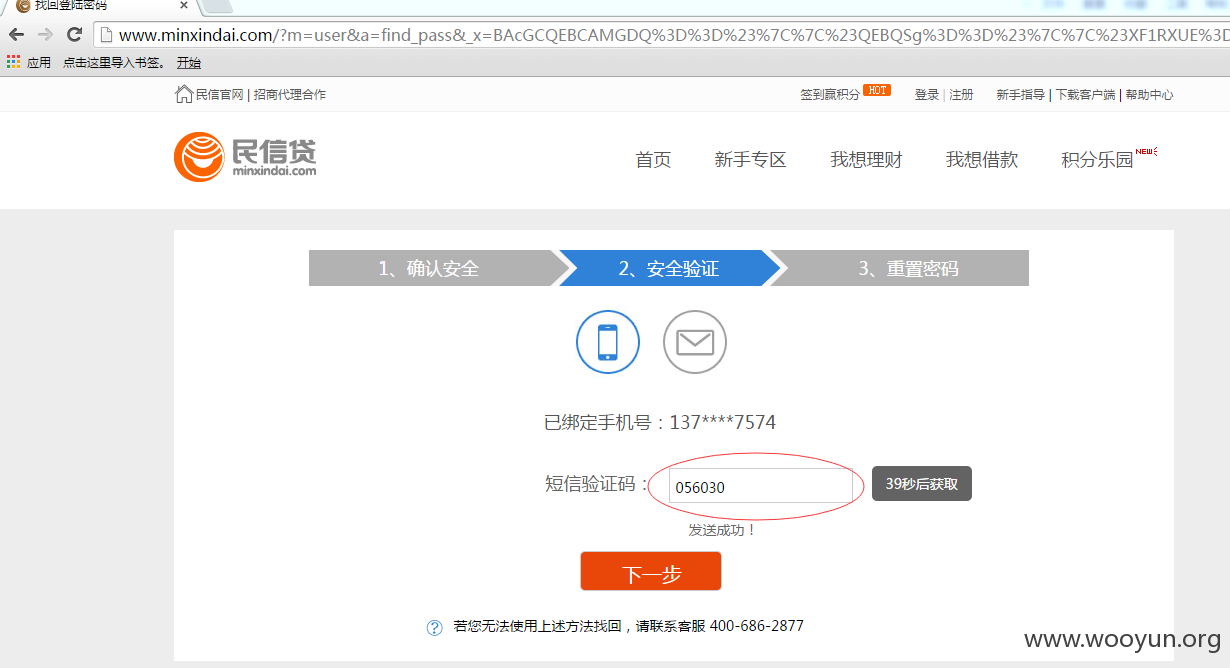 找回登陆密码
www.minxindai.com/?m=user&a=find_pass&_x=BAcGCQEBCAMGDQ%3D%3D%23%7C%7C%23QEBQSg%3D%3D%23%7C%7C%23XF1RXUE%3D
应用 点击这里导入书签。 开始
民信官网 | 招商代理合作 签到赢积分 HOT 登录 | 注册 新手指导 | 下载客户端 | 帮助中心
民信贷
minxindai.com
首页 新手专区 我想理财 我想借款 积分乐园 NEW
1、确认安全 2、安全验证 3、重置密码
已绑定手机号：137****7574
短信验证码： 056030 39秒后获取
发送成功！
下一步
? 若您无法使用上述方法找回，请联系客服 400-686-2877
www.wooyun.org